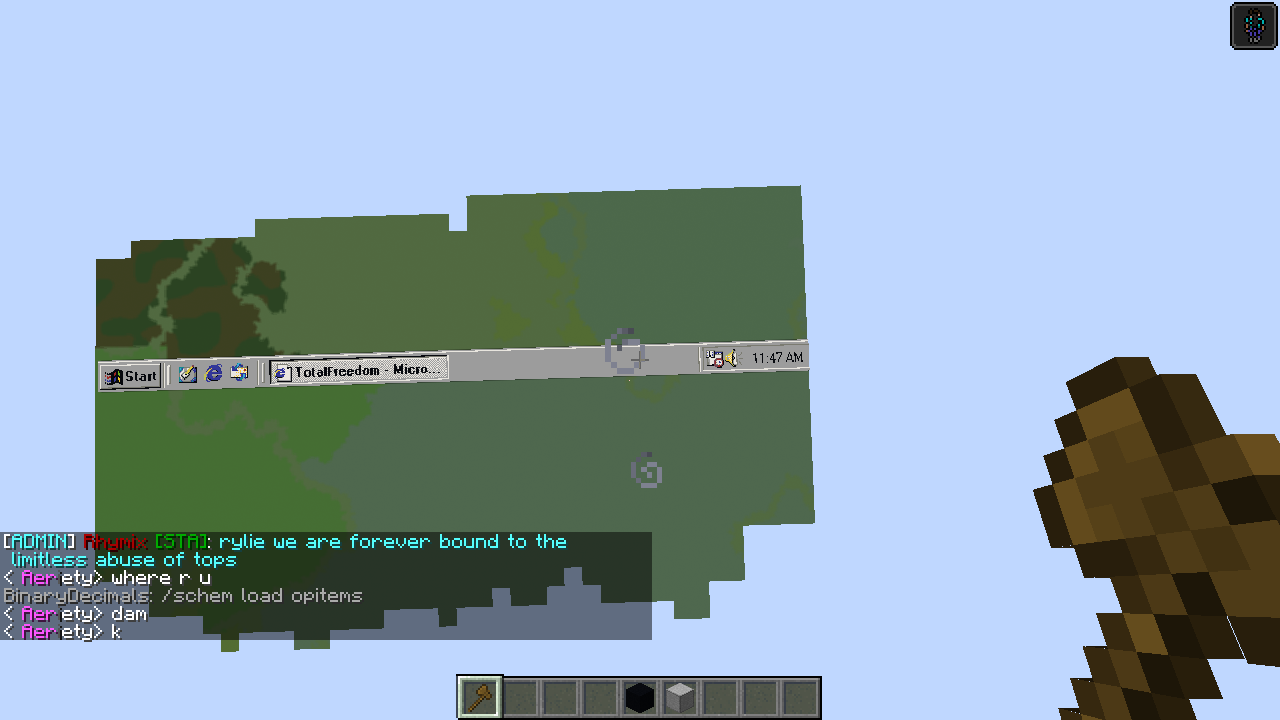 Start
TotalFreedom - Micro...
11:47 AM
[ADMIN] Rhymix [STA]: rylie we are forever bound to the
limitless abuse of tops
< Aerety> where r u
BinaryDecimals: /schem load opitems
< Aerety> dam
< Aerety> k